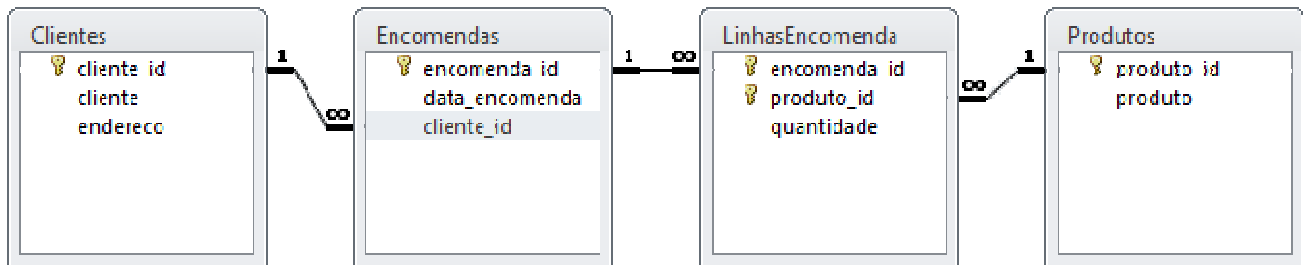 Clientes
cliente_id
cliente
endereco
1
∞
Encomendas
encomenda_id
data_encomenda
cliente_id
1
∞
LinhasEncomenda
encomenda_id
produto_id
quantidade
∞
1
Produtos
produto_id
produto